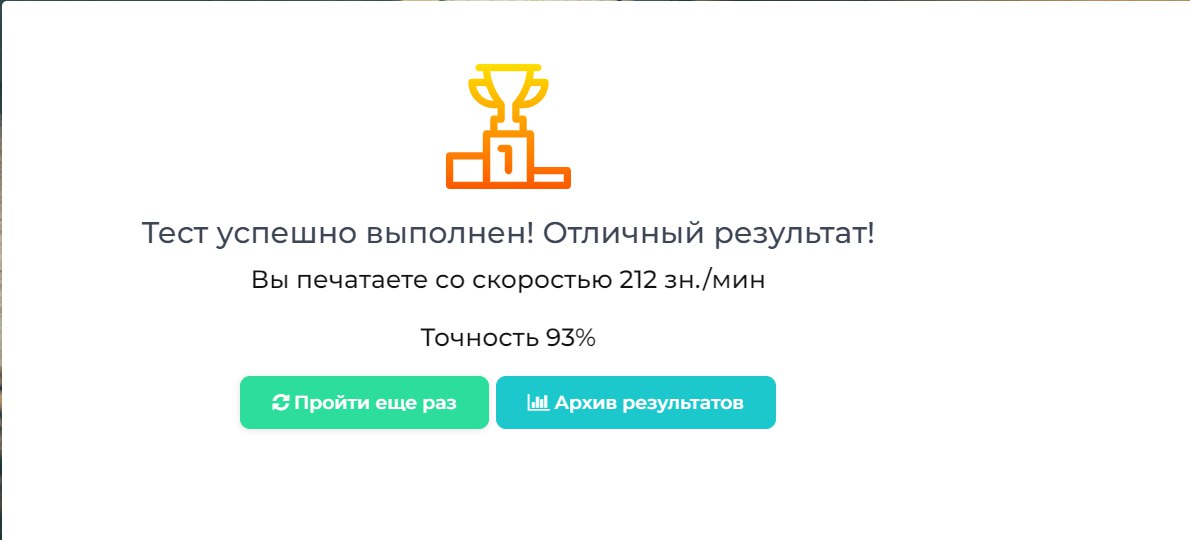 1
Тест успешно выполнен! Отличный результат!
Вы печатаете со скоростью 212 зн./мин
Точность 93%
Пройти еще раз
Архив результатов